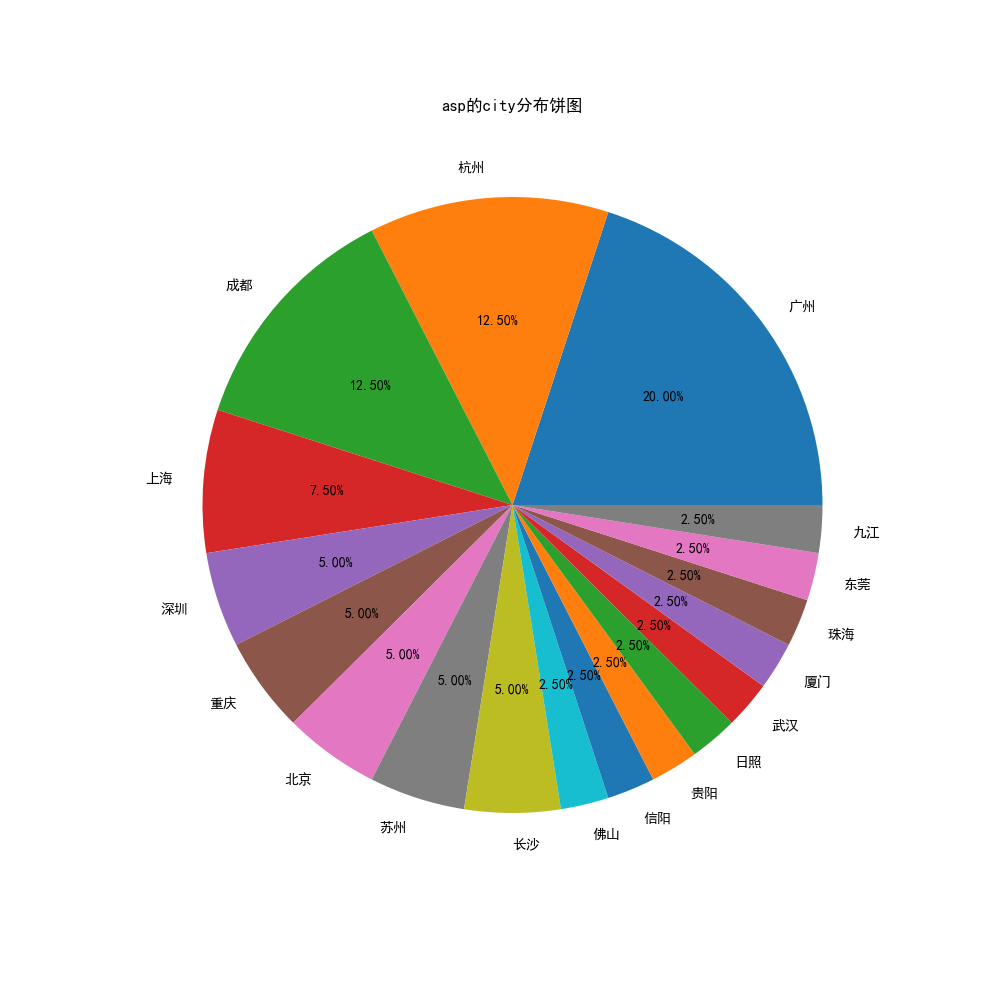 asp的city分布饼图
杭州
成都
广州
12.50%
12.50%
20.00%
上海
7.50%
2.50%
九江
2.50%
5.00%
2.50%
东莞
深圳
2.50%
5.00%
2.50%
珠海
2.50%
5.00%
2.50%
厦门
重庆
2.50%
5.00%
2.50%
5.00%
武汉
日照
北京
贵阳
信阳
苏州
佛山
长沙